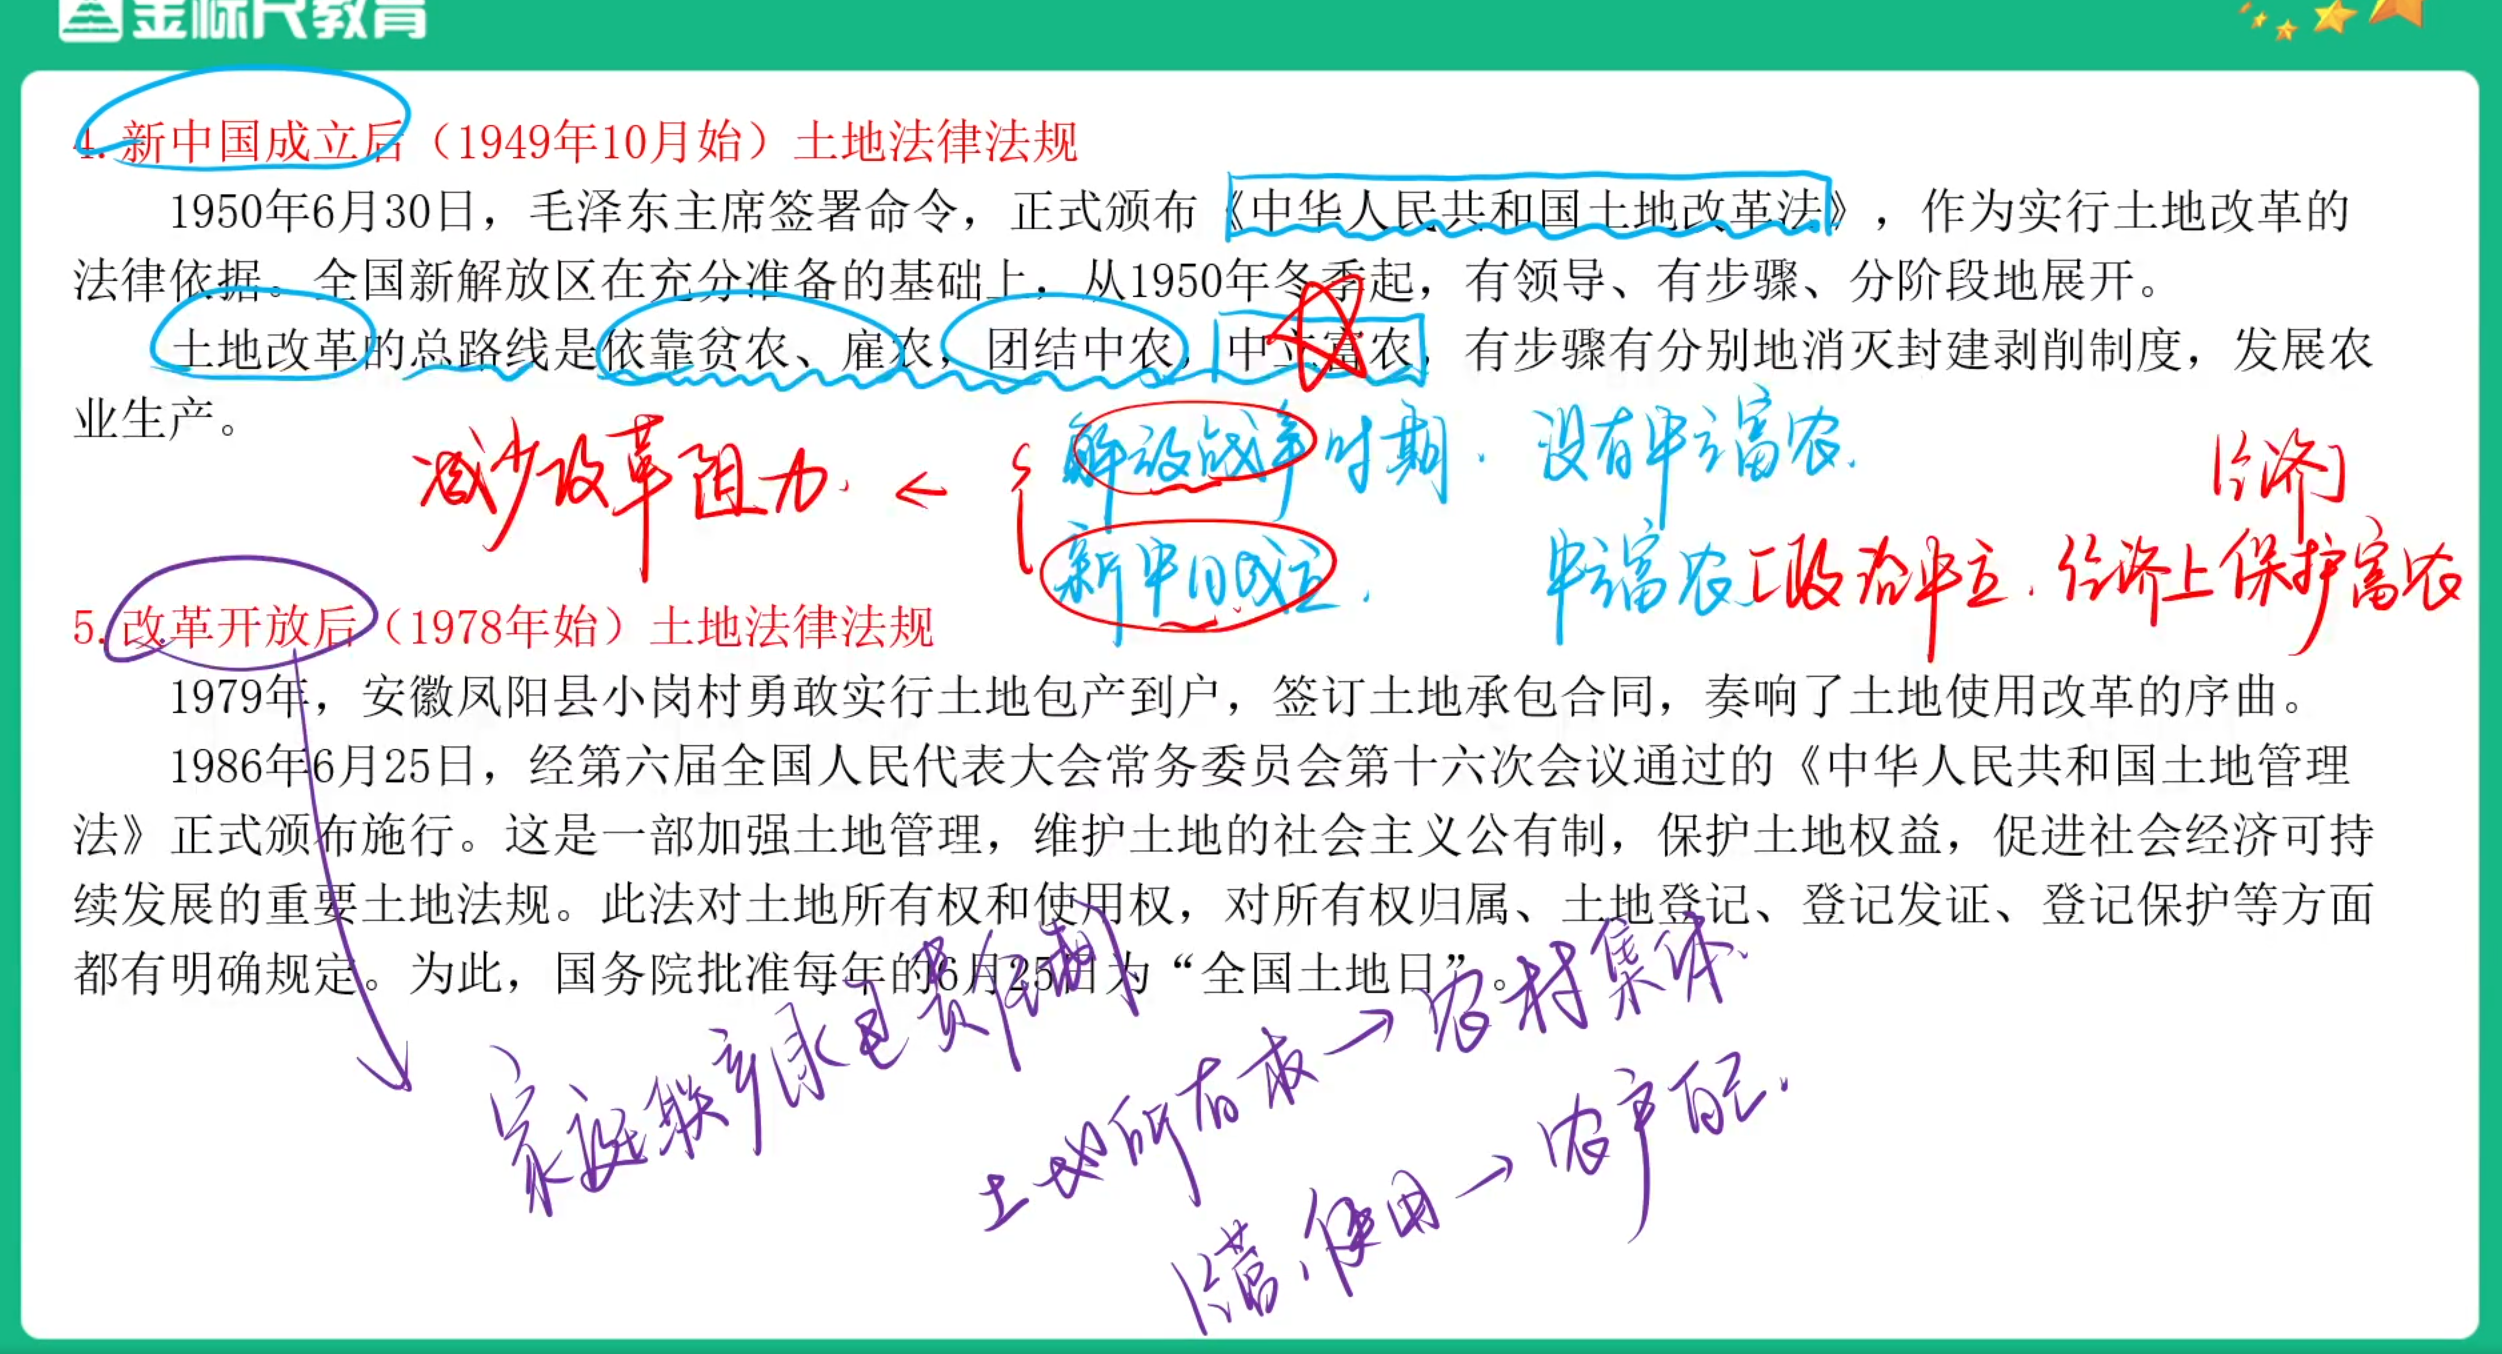 金标尺教育
4. 新中国成立后（1949年10月始）土地法律法规
1950年6月30日，毛泽东主席签署命令，正式颁布《中华人民共和国土地改革法》，作为实行土地改革的
法律依据。全国新解放区在充分准备的基础上，从1950年冬季起，有领导、有步骤、分阶段地展开。
土地改革的总路线是依靠贫农、雇农，团结中农，中立富农，有步骤有分别地消灭封建剥削制度，发展农
业生产。
减少改革阻力. ← { 解放战争时期. 没有中立富农.
经济
新中国成立. 中立富农 政治中立. 经济上保护富农
5. 改革开放后（1978年始）土地法律法规
1979年，安徽凤阳县小岗村勇敢实行土地包产到户，签订土地承包合同，奏响了土地使用改革的序曲。
1986年6月25日，经第六届全国人民代表大会常务委员会第十六次会议通过的《中华人民共和国土地管理
法》正式颁布施行。这是一部加强土地管理，维护土地的社会主义公有制，保护土地权益，促进社会经济可持
续发展的重要土地法规。此法对土地所有权和使用权，对所有权归属、土地登记、登记发证、登记保护等方面
都有明确规定。为此，国务院批准每年的6月25日为“全国土地日”。
家庭联产承包责任制
土地所有权→农村集体.
经营、使用→农户自己.